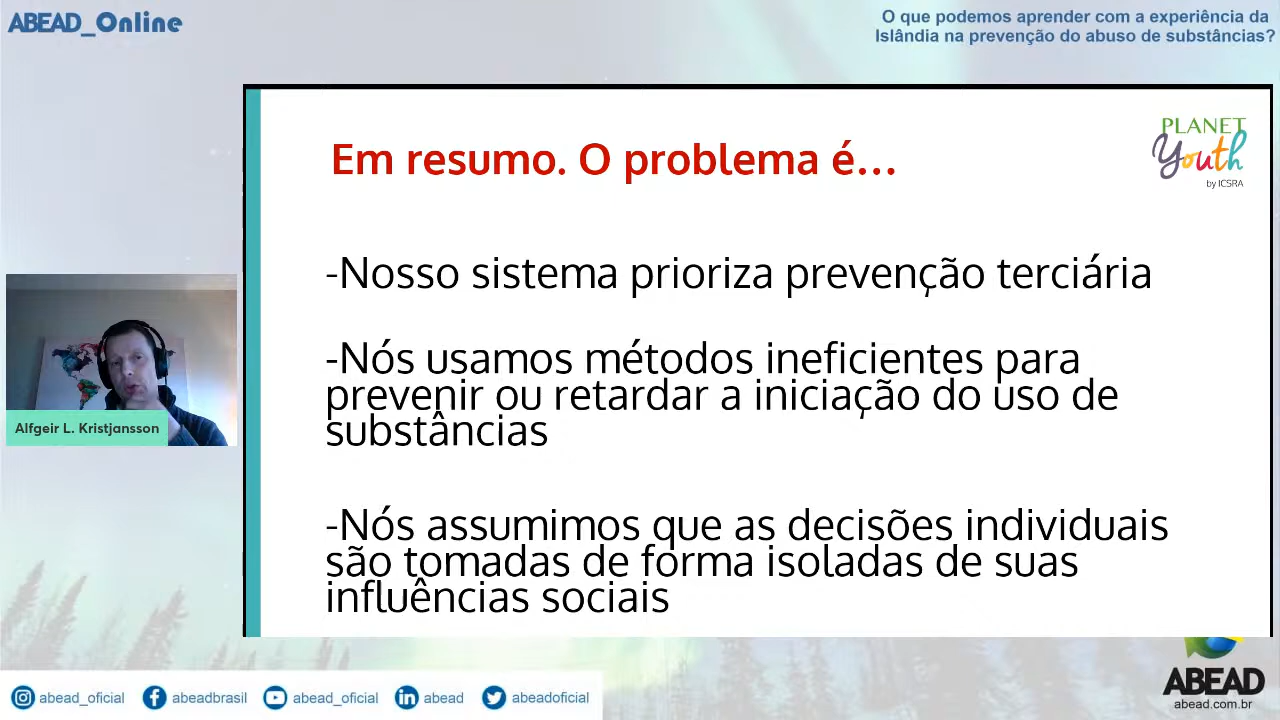 ABEAD_Online
O que podemos aprender com a experiência da
Islândia na prevenção do abuso de substâncias?
PLANET
Youth
by ICSRA
Em resumo. O problema é...
-Nosso sistema prioriza prevenção terciária
-Nós usamos métodos ineficientes para
prevenir ou retardar a iniciação do uso de
substâncias
-Nós assumimos que as decisões individuais
são tomadas de forma isoladas de suas
influências sociais
Alfgeir L. Kristjansson
abead_oficial
abeadbrasil
abead_oficial
abead
abeadoficial
ABEAD
abead.com.br